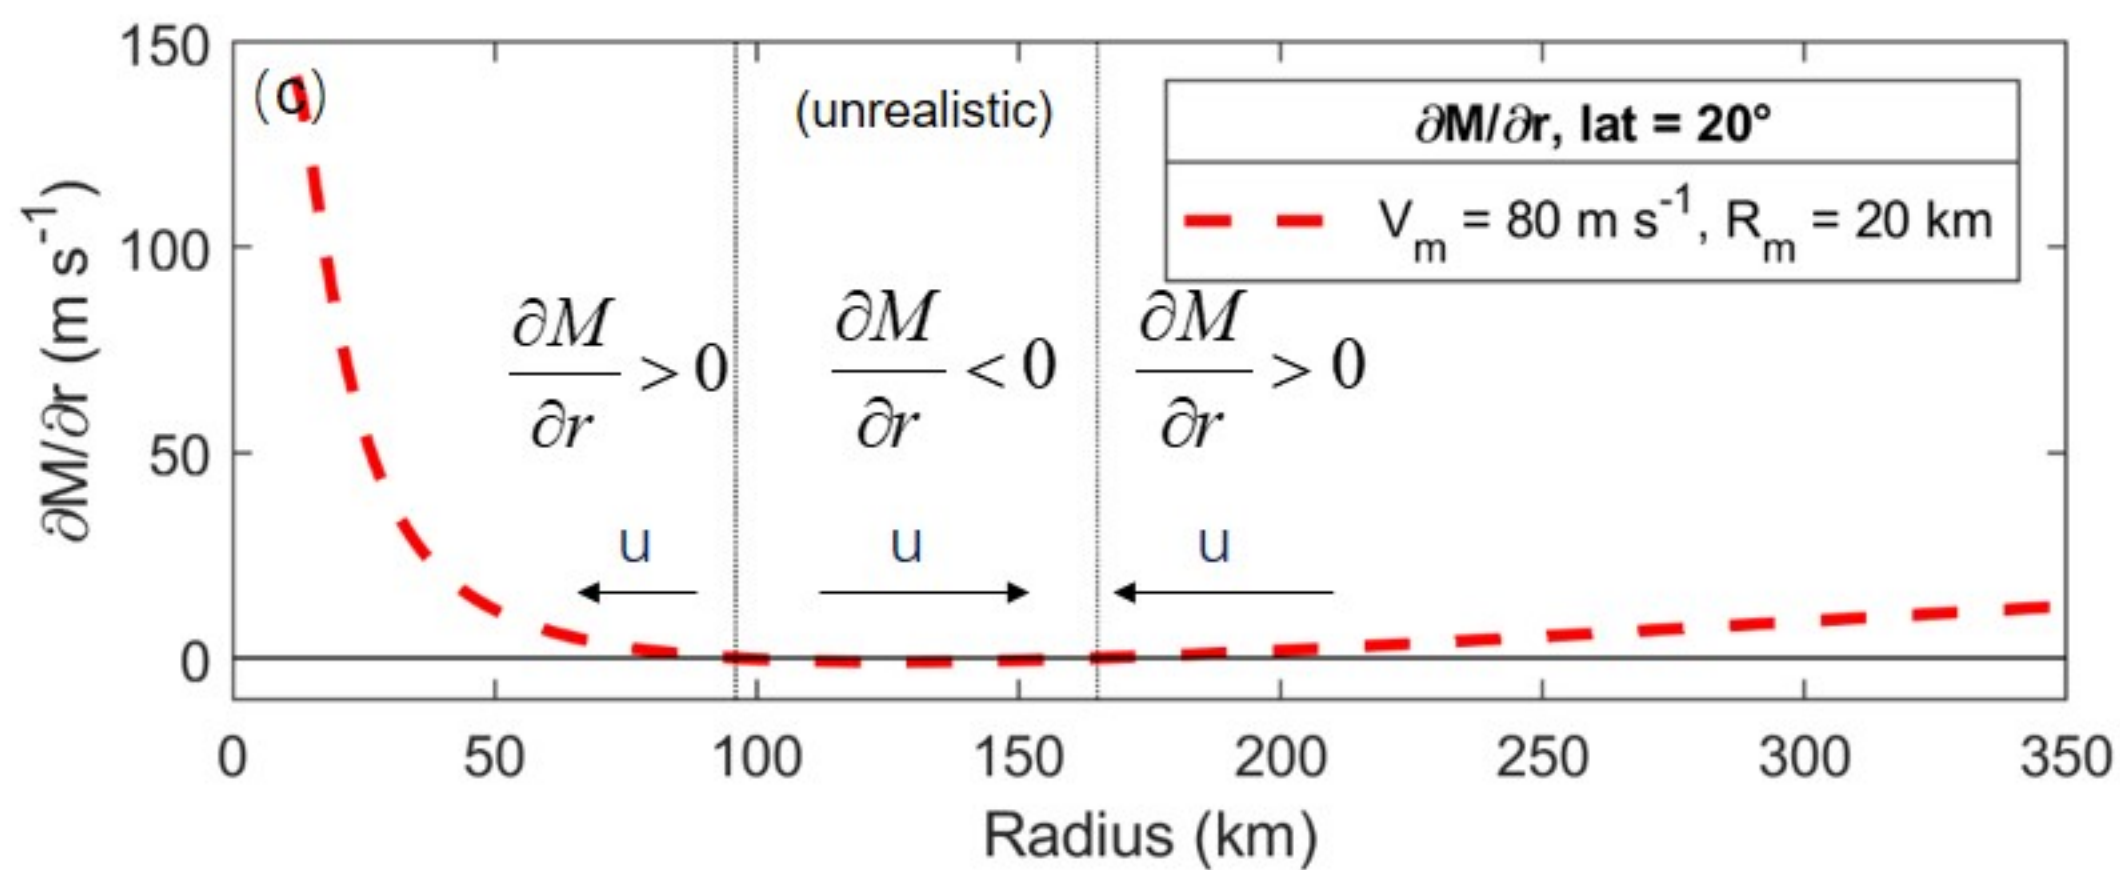 150
(c)
(unrealistic)
∂M/∂r, lat = 20°
V_m = 80 m s^-1, R_m = 20 km
100
∂M/∂r > 0
∂M/∂r < 0
∂M/∂r > 0
50
u
u
u
0
∂M/∂r (m s^-1)
0 50 100 150 200 250 300 350
Radius (km)